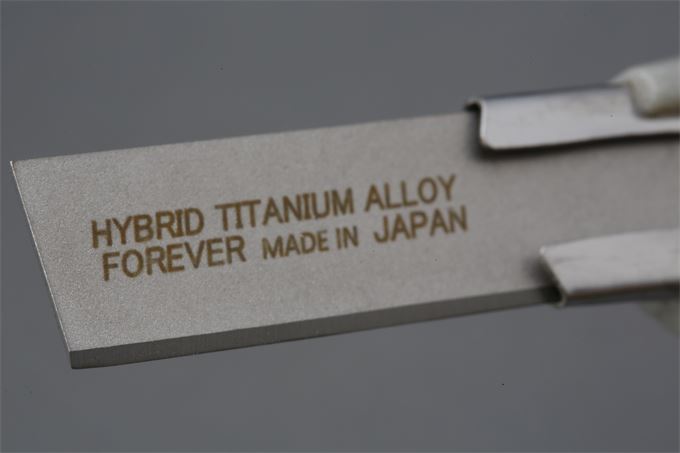 HYBRID TITANIUM ALLOY
FOREVER MADE IN JAPAN